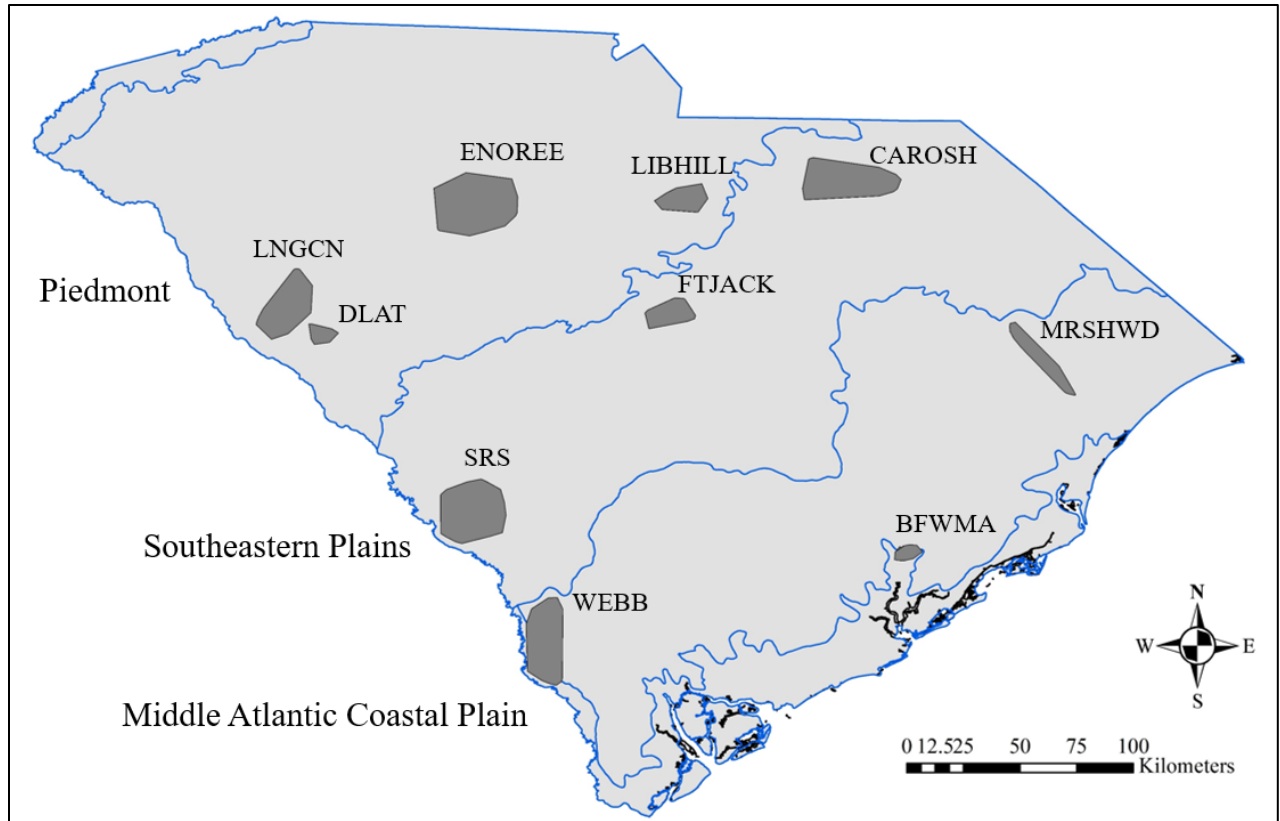 ENOREE
LIBHILL
CAROSH
LNGCN
Piedmont
DLAT
FTJACK
MRSHWD
SRS
Southeastern Plains
BFWMA
WEBB
N
W E
S
Middle Atlantic Coastal Plain
0 12.525 50 75 100
Kilometers